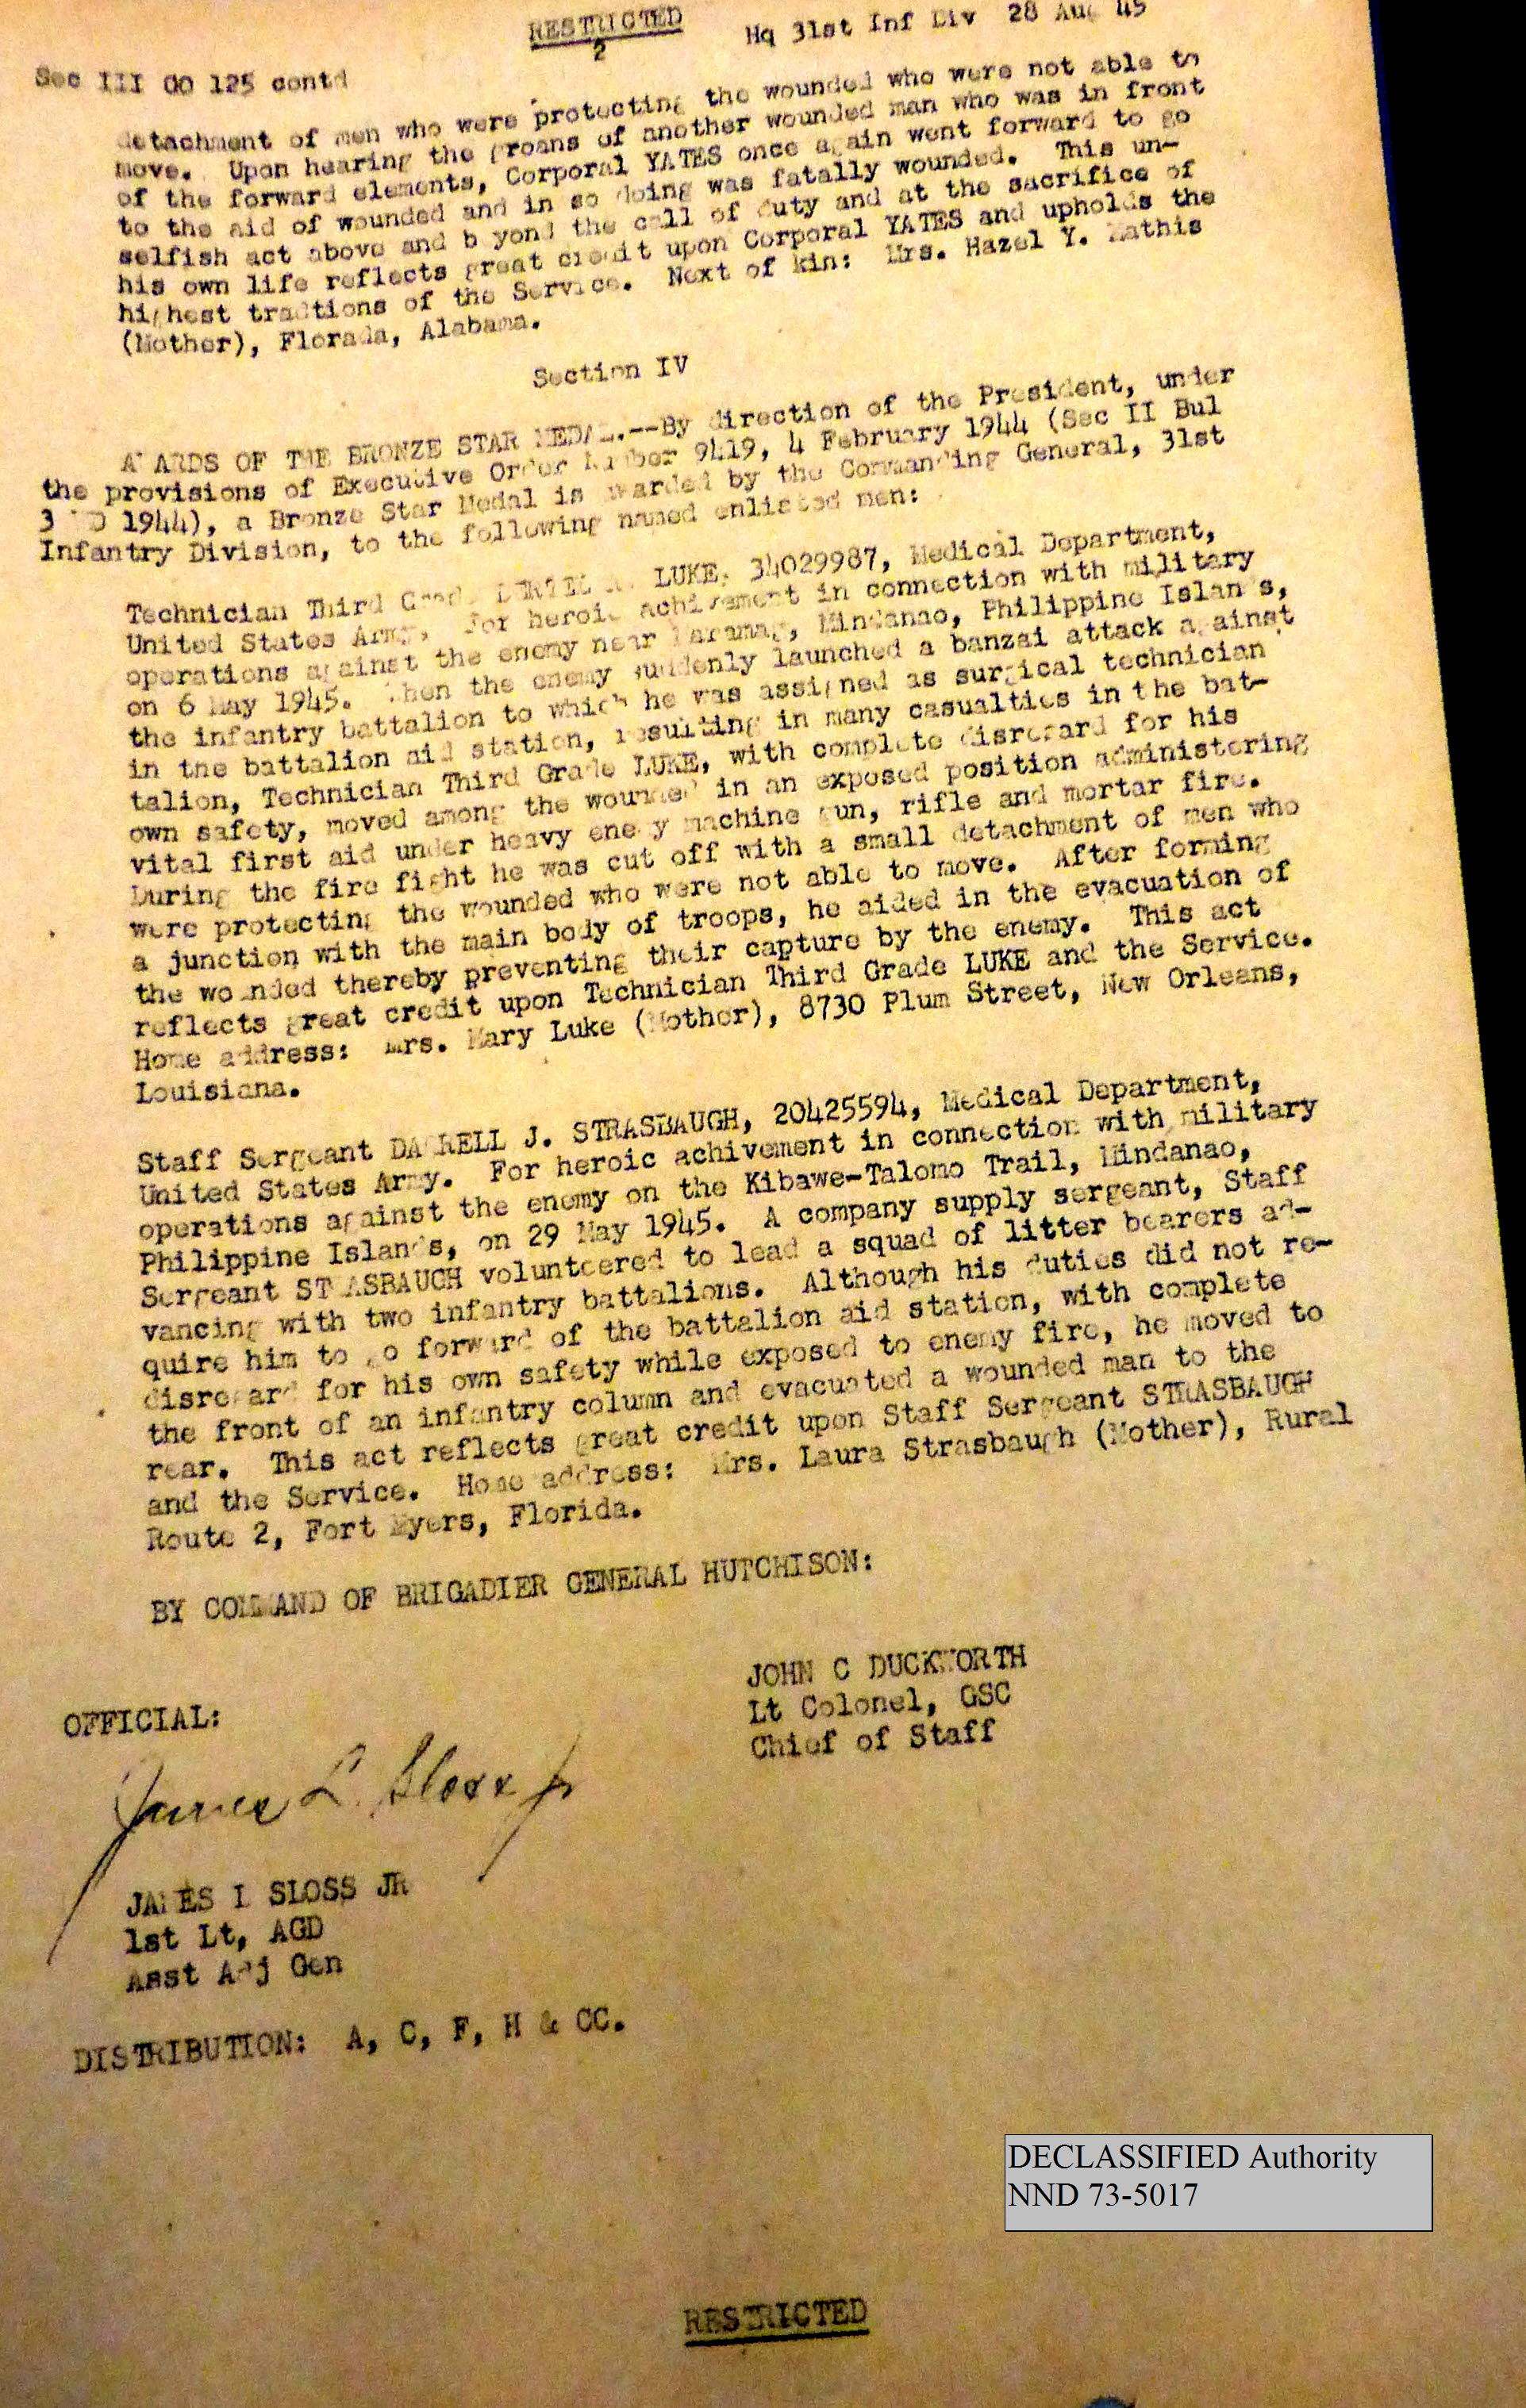 RESTRICTED
2
Hq 31st Inf Div 28 Aug 45
Sec III GO 125 contd
detachment of men who were protecting the wounded who were not able to
move. Upon hearing the groans of another wounded man who was in front
of the forward elements, Corporal YATES once again went forward to go
to the aid of wounded and in so doing was fatally wounded. This un-
selfish act above and beyond the call of duty and at the sacrifice of
his own life reflects great credit upon Corporal YATES and upholds the
highest tradtions of the Service. Next of kin: Mrs. Hazel Y. Mathis
(Mother), Florada, Alabama.
Section IV
AWARDS OF THE BRONZE STAR MEDAL.--By direction of the President, under
the provisions of Executive Order Number 9419, 4 February 1944 (Sec II Bul
3 WD 1944), a Bronze Star Medal is awarded by the Commanding General, 31st
Infantry Division, to the following named enlisted men:
Technician Third Grade LUKE, 34029987, Medical Department,
United States Army. For heroic achivement in connection with military
operations against the enemy near Maramag, Mindanao, Philippine Islands,
on 6 May 1945. When the enemy suddenly launched a banzai attack against
the infantry battalion to which he was assigned as surgical technician
in the battalion aid station, resulting in many casualties in the bat-
talion, Technician Third Grade LUKE, with complete disregard for his
own safety, moved among the wounded in an exposed position administering
vital first aid under heavy enemy machine gun, rifle and mortar fire.
During the fire fight he was cut off with a small detachment of men who
were protecting the wounded who were not able to move. After forming
a junction with the main body of troops, he aided in the evacuation of
the wounded thereby preventing their capture by the enemy. This act
reflects great credit upon Technician Third Grade LUKE and the Service.
Home address: Mrs. Mary Luke (Mother), 8730 Plum Street, New Orleans,
Louisiana.
Staff Sergeant DARRELL J. STRASBAUGH, 20425594, Medical Department,
United States Army. For heroic achivement in connection with military
operations against the enemy on the Kibawe-Talomo Trail, Mindanao,
Philippine Islands, on 29 May 1945. A company supply sergeant, Staff
Sergeant STRASBAUGH volunteered to lead a squad of litter bearers ad-
vancing with two infantry battalions. Although his duties did not re-
quire him to go forward of the battalion aid station, with complete
disregard for his own safety while exposed to enemy fire, he moved to
the front of an infantry column and evacuated a wounded man to the
rear. This act reflects great credit upon Staff Sergeant STRASBAUGH
and the Service. Home address: Mrs. Laura Strasbaugh (Mother), Rural
Route 2, Fort Myers, Florida.
BY COMMAND OF BRIGADIER GENERAL HUTCHISON:
JOHN C DUCKWORTH
Lt Colonel, GSC
Chief of Staff
OFFICIAL:
James L. Sloss Jr
JAMES L SLOSS JR
1st Lt, AGD
Asst Adj Gen
DISTRIBUTION: A, C, F, H & CC.
DECLASSIFIED Authority
NND 73-5017
RESTRICTED